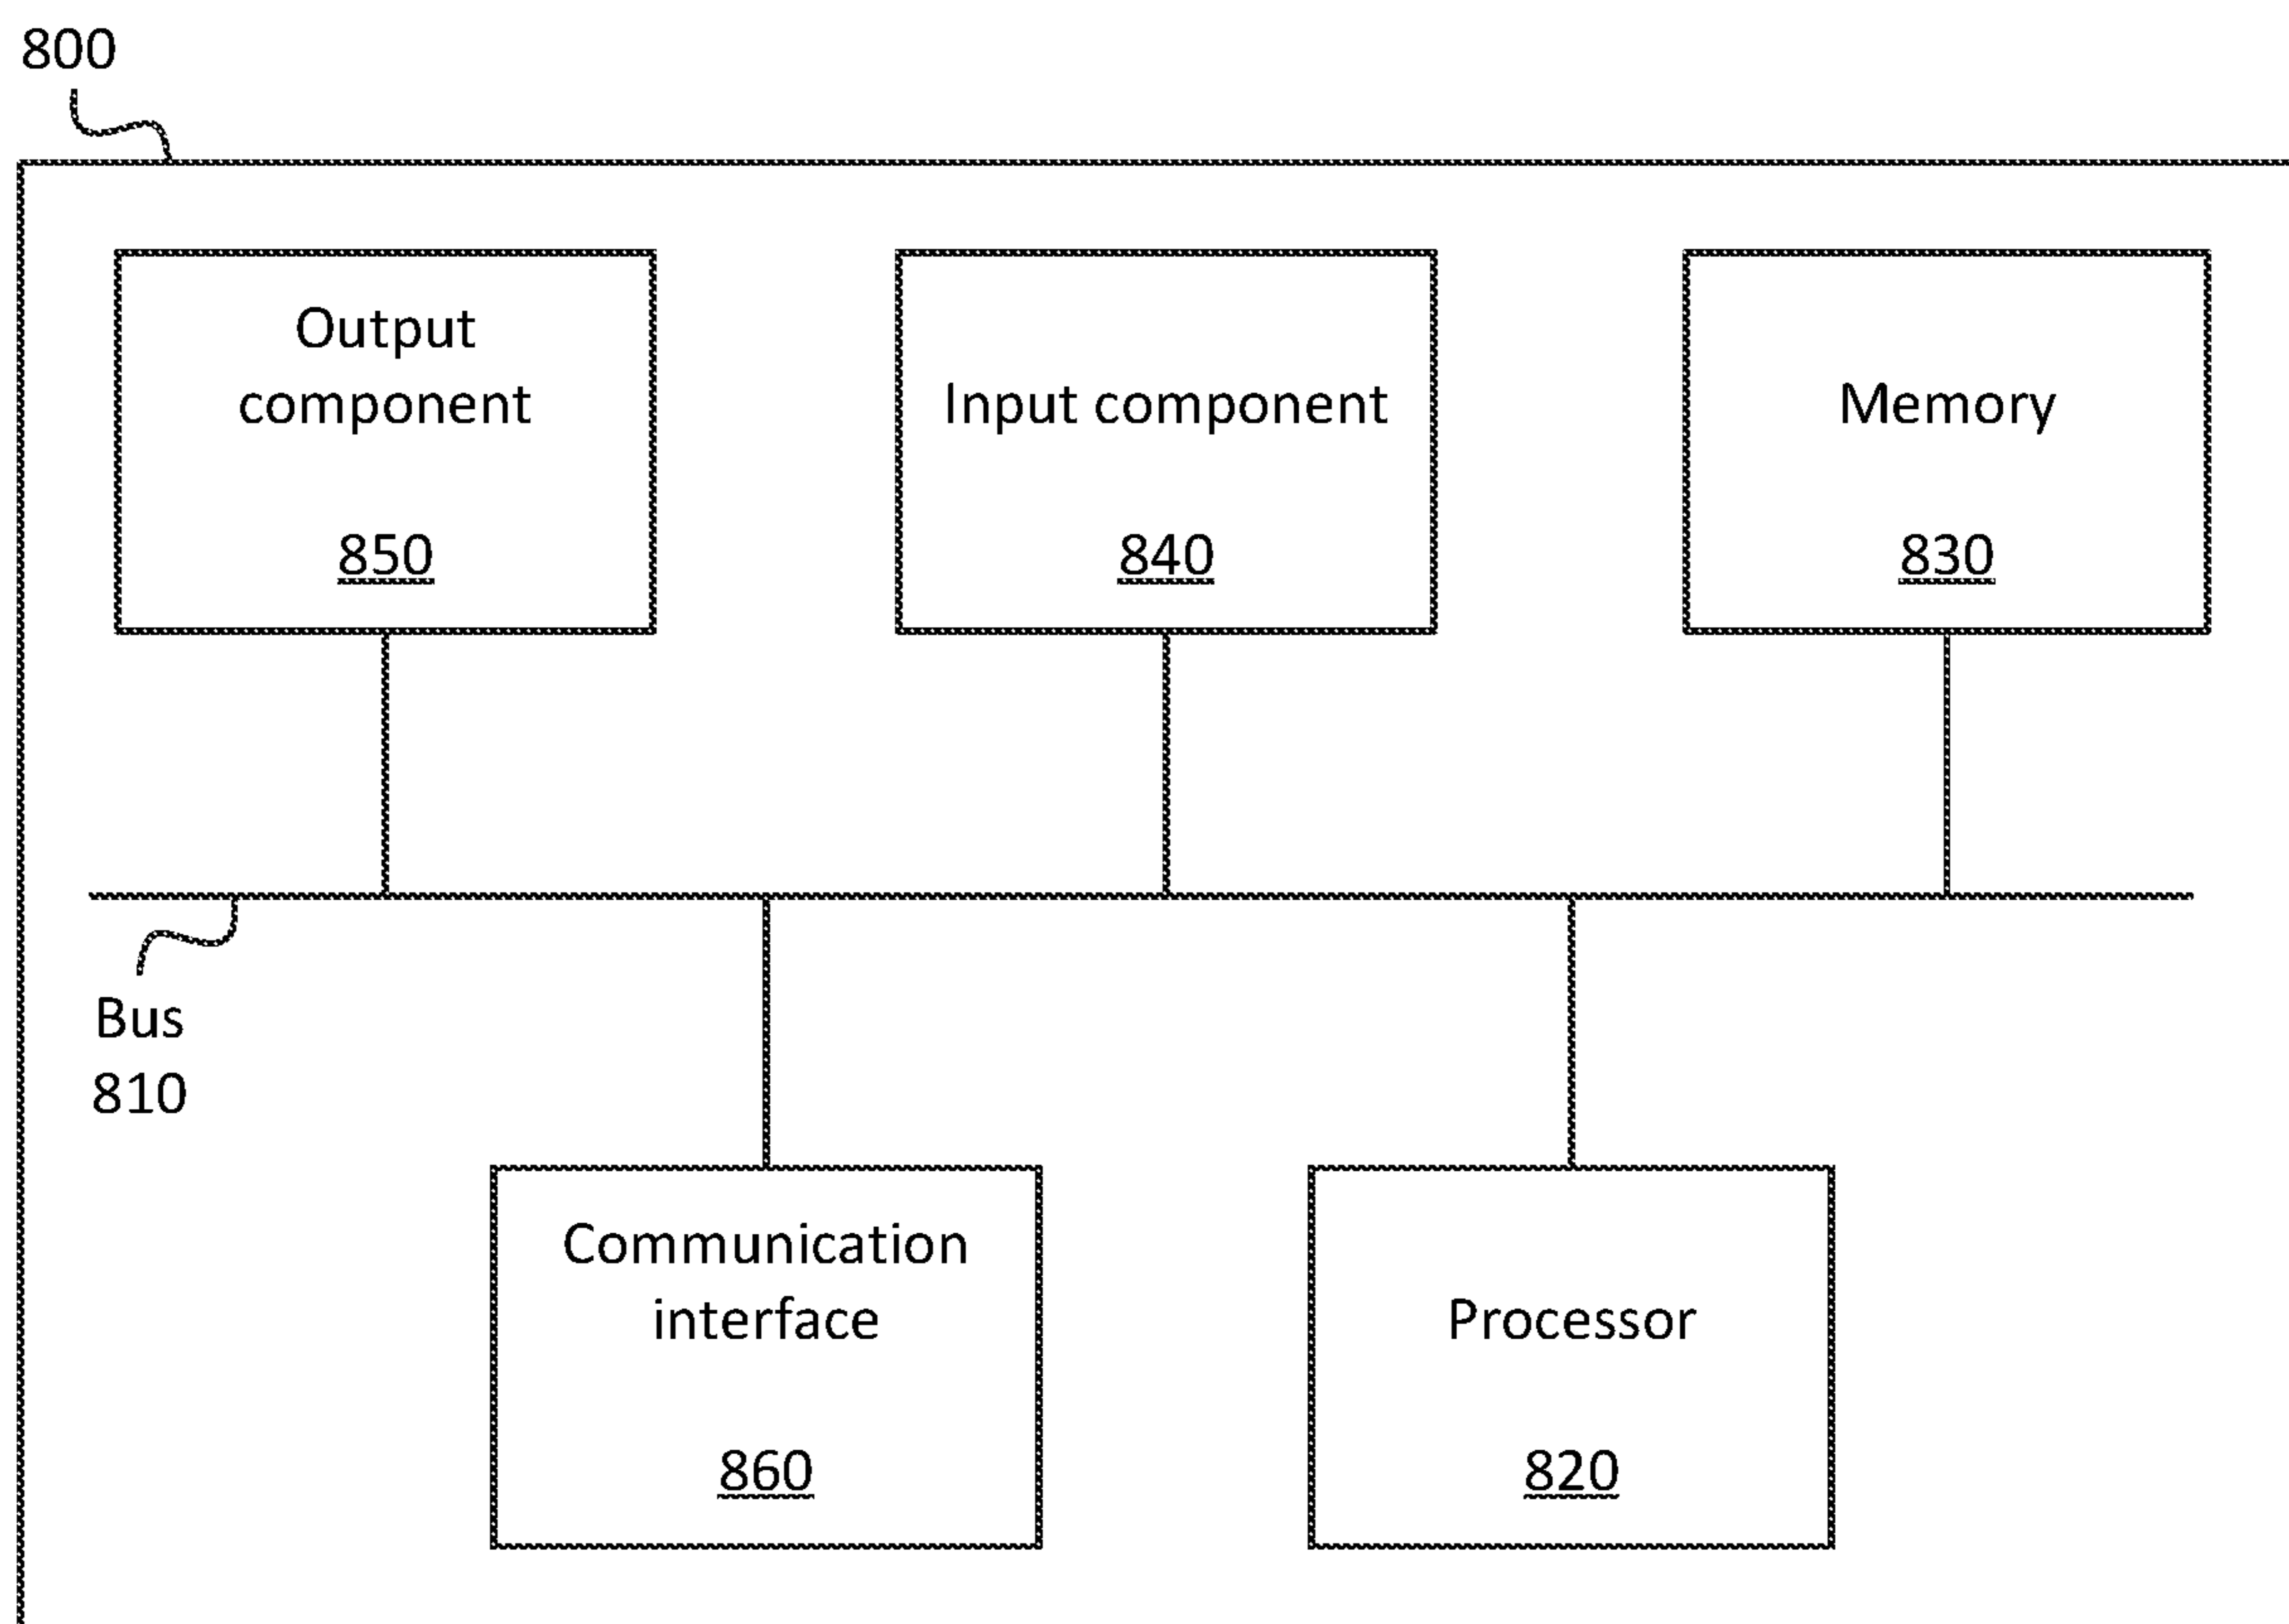 800
Output
component
850
Input component
840
Memory
830
Bus
810
Communication
interface
860
Processor
820